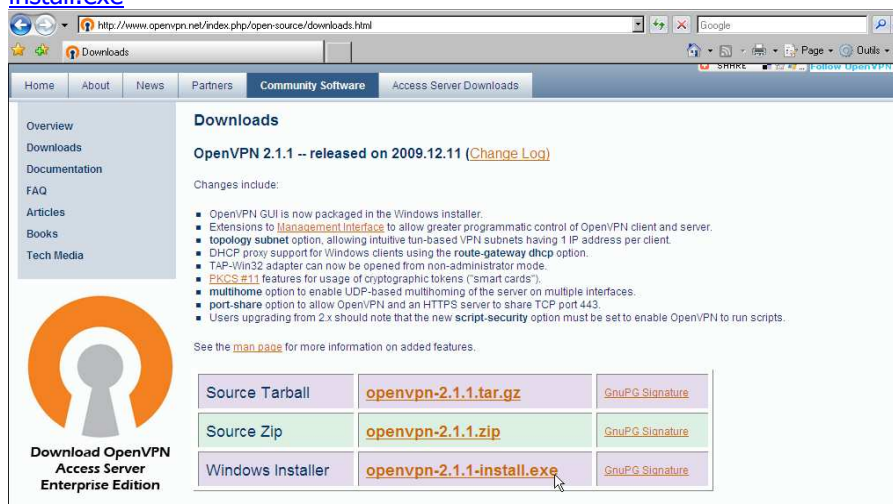 install.exe
http://www.openvpn.net/index.php/open-source/downloads.html
Google
Downloads
Page
Outils
SHARE
Follow OpenVPN
Home About News Partners Community Software Access Server Downloads
Overview
Downloads
Documentation
FAQ
Articles
Books
Tech Media
Downloads
OpenVPN 2.1.1 -- released on 2009.12.11 (Change Log)
Changes include:
OpenVPN GUI is now packaged in the Windows installer.
Extensions to Management Interface to allow greater programmatic control of OpenVPN client and server.
topology subnet option, allowing intuitive tun-based VPN subnets having 1 IP address per client.
DHCP proxy support for Windows clients using the route-gateway dhcp option.
TAP-Win32 adapter can now be opened from non-administrator mode.
PKCS #11 features for usage of cryptographic tokens ("smart cards").
multihome option to enable UDP-based multihoming of the server on multiple interfaces.
port-share option to allow OpenVPN and an HTTPS server to share TCP port 443.
Users upgrading from 2.x should note that the new script-security option must be set to enable OpenVPN to run scripts.
See the man page for more information on added features.
Source Tarball openvpn-2.1.1.tar.gz GnuPG Signature
Source Zip openvpn-2.1.1.zip GnuPG Signature
Windows Installer openvpn-2.1.1-install.exe GnuPG Signature
Download OpenVPN
Access Server
Enterprise Edition